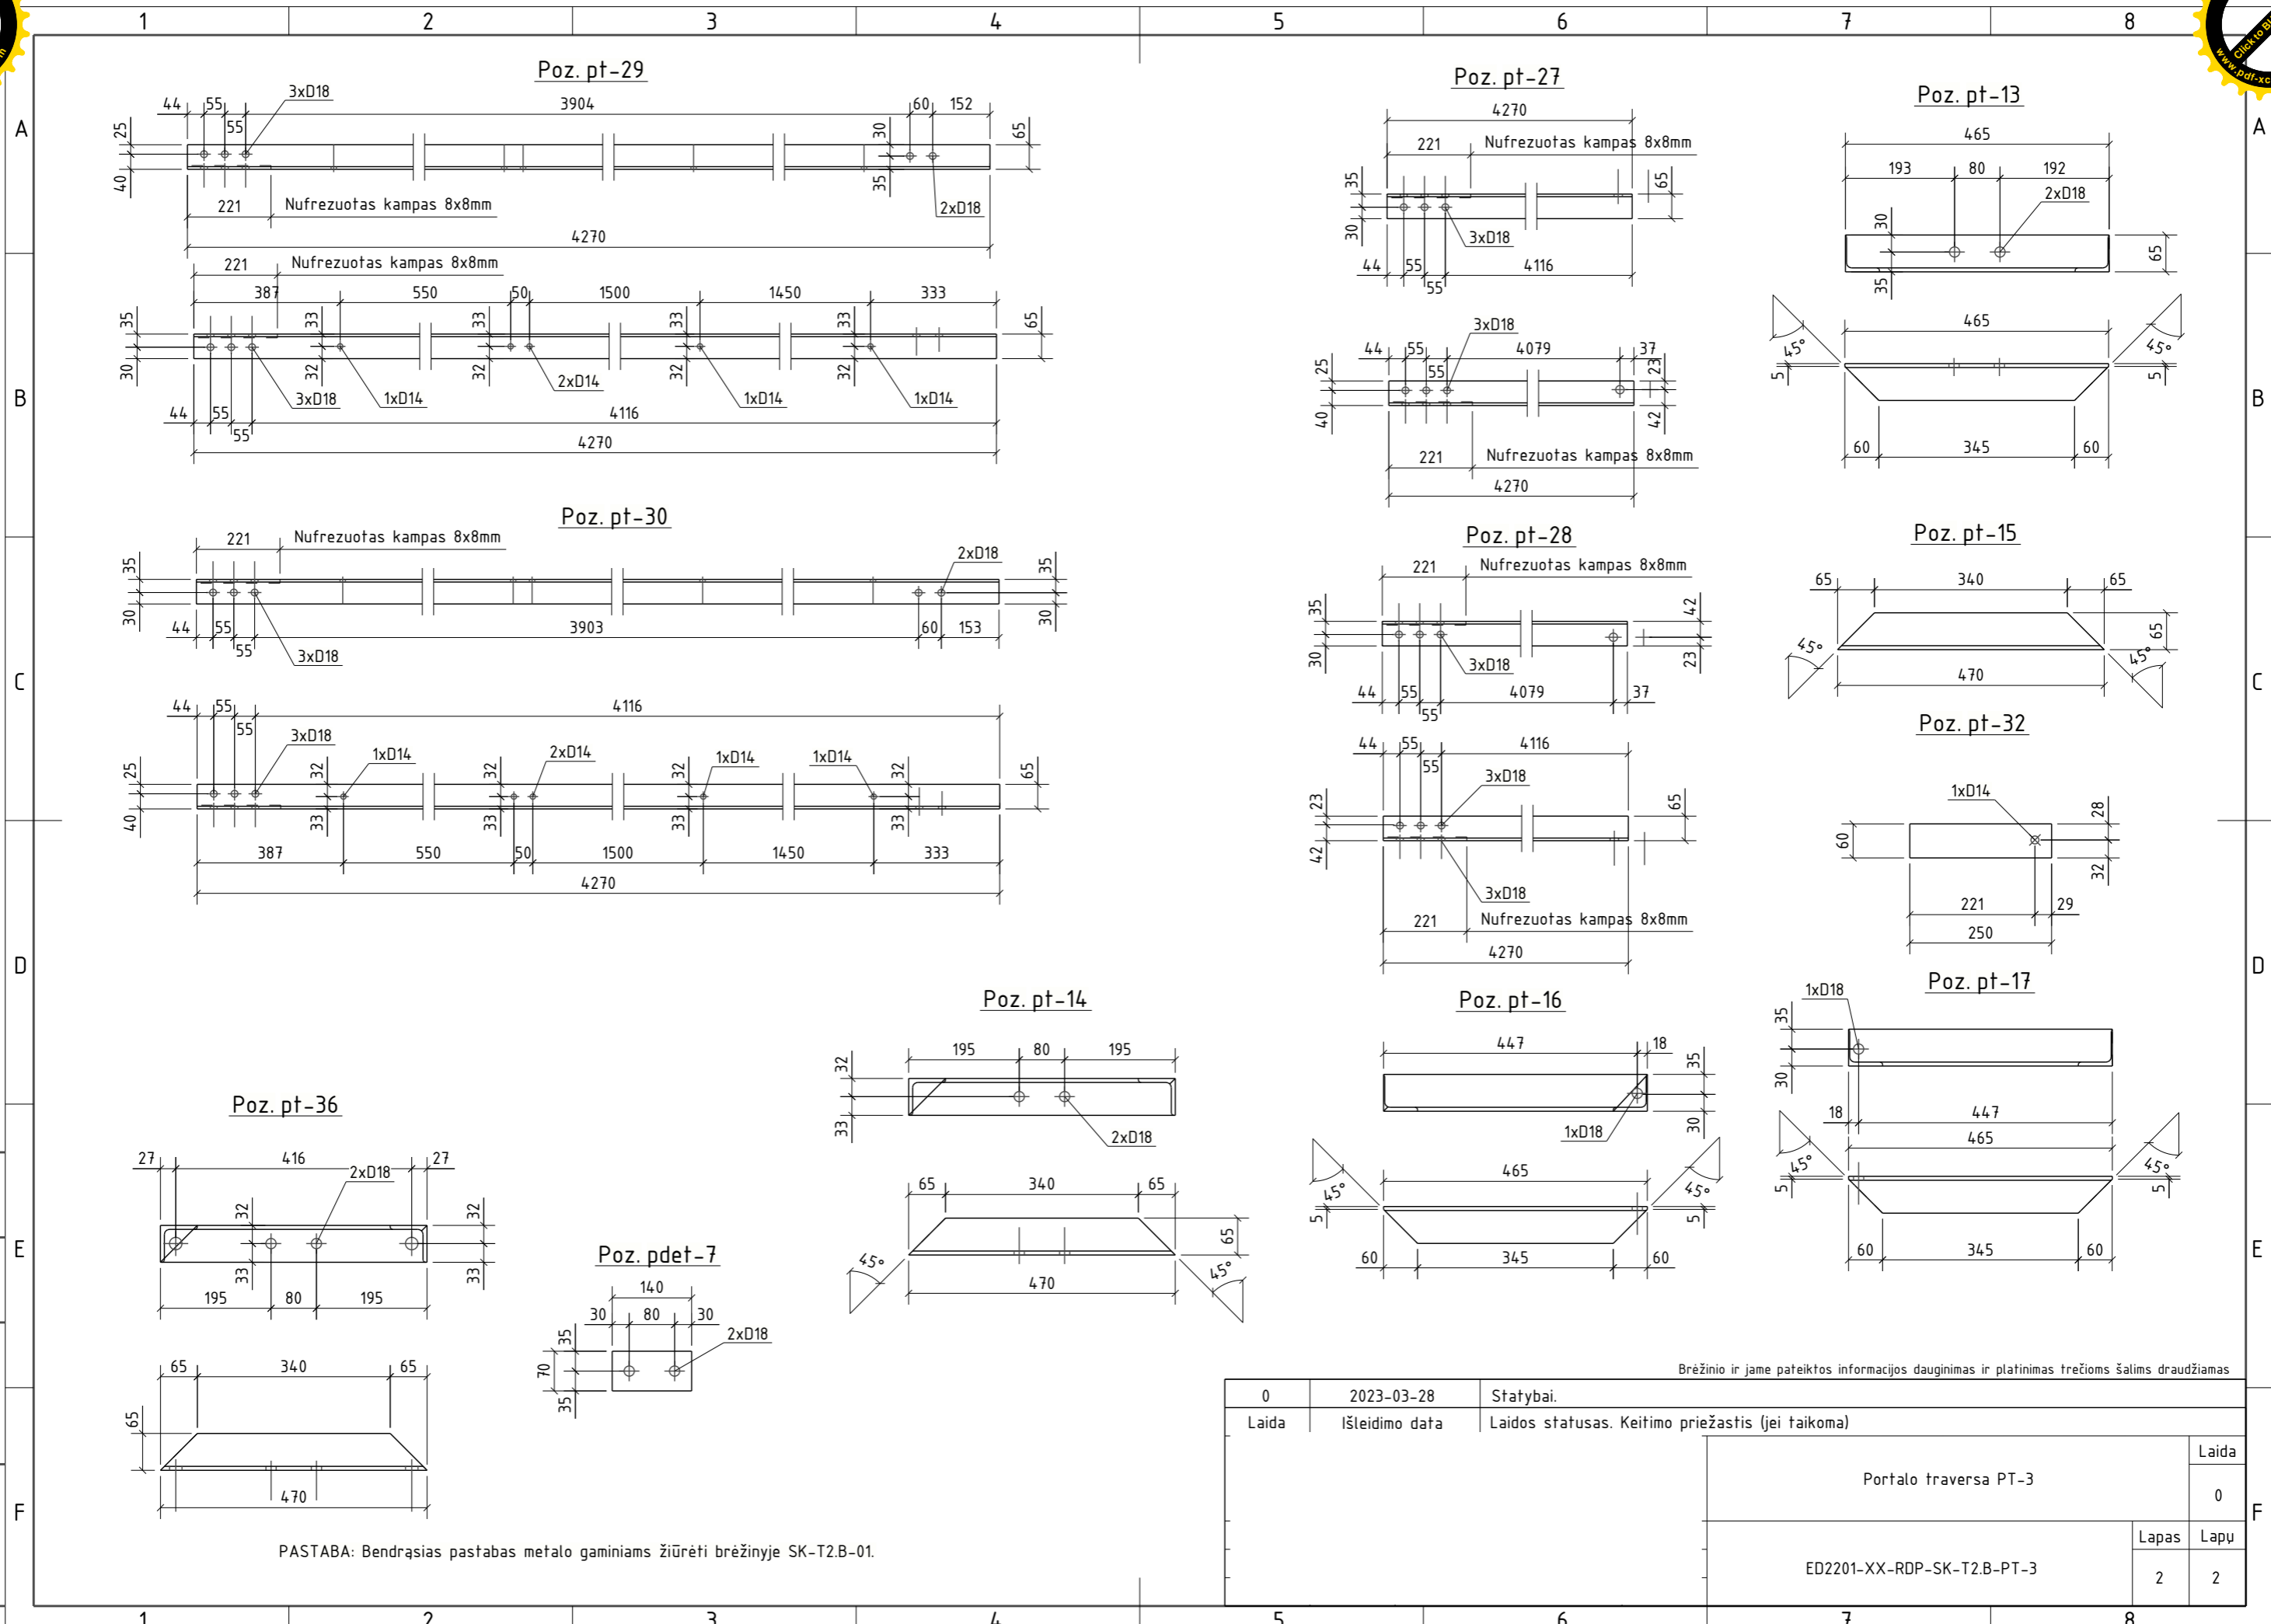 1 2 3 4 5 6 7 8
A A
B B
C C
D D
E E
F F
Poz. pt-29
44 55 3xD18 3904 60 152
55
25 30 65
40 35
221 Nufrezuotas kampas 8x8mm 2xD18
4270
221 Nufrezuotas kampas 8x8mm
387 550 50 1500 1450 333
35 33 33 33 33 65
30 32 32 32 32
3xD18 1xD14 2xD14 1xD14 1xD14
44 55 4116
55
4270
Poz. pt-30
221 Nufrezuotas kampas 8x8mm 2xD18
35 35
30 30
44 55 3903 60 153
55 3xD18
44 55 4116
55 3xD18 1xD14 2xD14 1xD14 1xD14
25 32 32 32 32 65
40 33 33 33 33
387 550 50 1500 1450 333
4270
Poz. pt-27
4270
221 Nufrezuotas kampas 8x8mm
35 65
30 3xD18
44 55 4116
55
3xD18
44 55 4079 37
55
25 23
40 42
221 Nufrezuotas kampas 8x8mm
4270
Poz. pt-28
221 Nufrezuotas kampas 8x8mm
35 42
30 3xD18 23
44 55 4079 37
55
44 55 4116
55 3xD18
23 65
42 3xD18
221 Nufrezuotas kampas 8x8mm
4270
Poz. pt-13
465
193 80 192
2xD18
30 65
35
465
45° 45°
5 5
60 345 60
Poz. pt-15
65 340 65
65
45° 45°
470
Poz. pt-32
1xD14
28
60
32
221 29
250
Poz. pt-17
1xD18
35
30
18 447
465
45° 45°
5 5
60 345 60
Poz. pt-14
195 80 195
32
33
2xD18
65 340 65
65
45° 45°
470
Poz. pt-16
447 18
35
1xD18 30
465
45° 45°
5 5
60 345 60
Poz. pt-36
27 416 27
2xD18
32 32
33 33
195 80 195
65 340 65
65
470
Poz. pdet-7
140
30 80 30
35 2xD18
70
35
PASTABA: Bendrąsias pastabas metalo gaminiams žiūrėti brėžinyje SK-T2.B-01.
Brėžinio ir jame pateiktos informacijos dauginimas ir platinimas trečioms šalims draudžiamas
0 2023-03-28 Statybai.
Laida Išleidimo data Laidos statusas. Keitimo priežastis (jei taikoma)
Portalo traversa PT-3 Laida
0
ED2201-XX-RDP-SK-T2.B-PT-3 Lapas Lapų
2 2
1 2 3 4 5 6 7 8